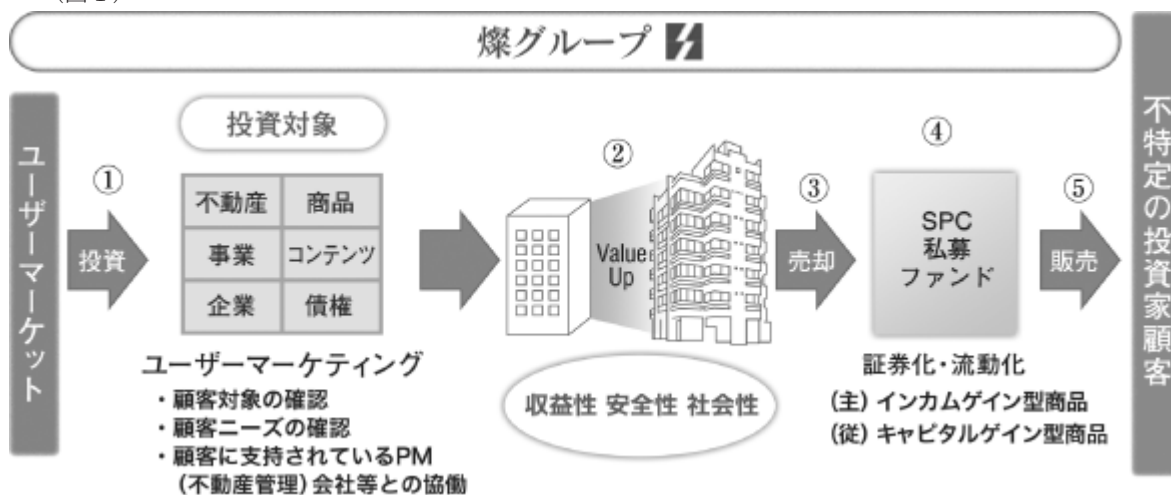 燦グループ
ユーザーマーケット
①
投資
投資対象
不動産
商品
事業
コンテンツ
企業
債権
ユーザーマーケティング
・顧客対象の確認
・顧客ニーズの確認
・顧客に支持されているPM
(不動産管理)会社等との協働
②
Value
Up
収益性 安全性 社会性
③
売却
④
SPC
私募
ファンド
証券化・流動化
(主) インカムゲイン型商品
(従) キャピタルゲイン型商品
⑤
販売
不特定の投資家顧客